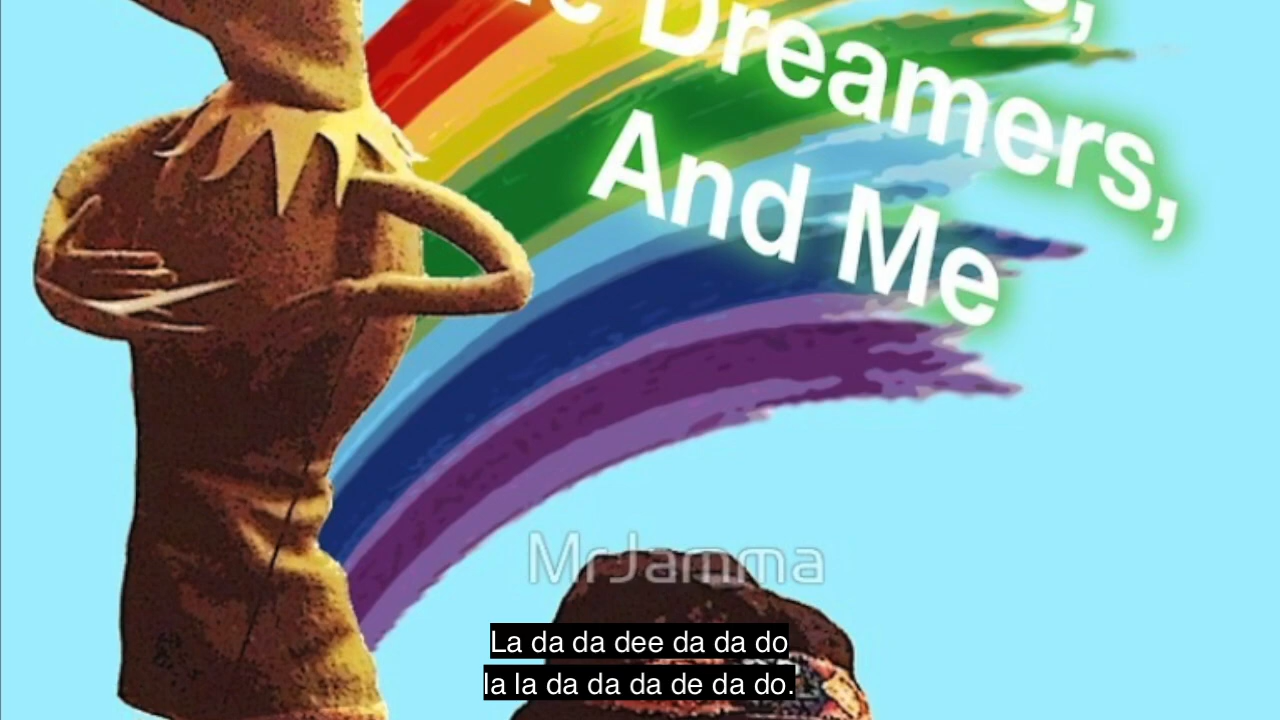 Dreamers,
And Me
MrJamma
La da da dee da da do
la la da da da de da do.